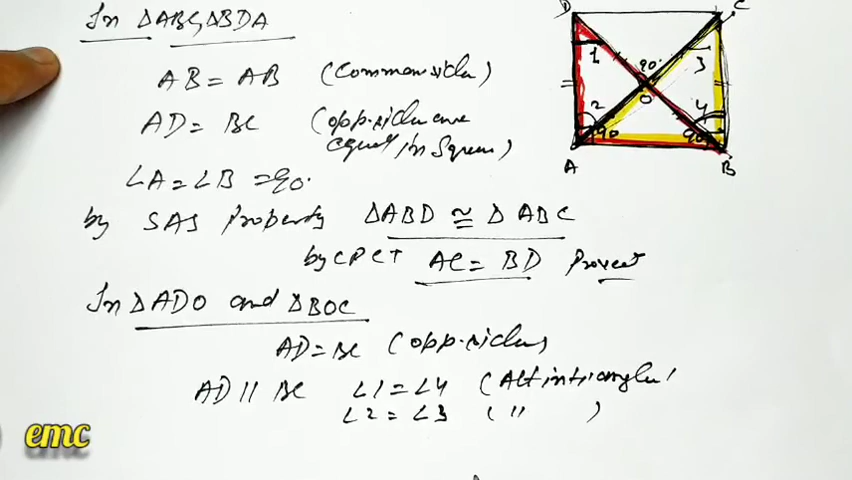 In ΔABC, ΔBDA
AB = AB (Common side)
AD = BC (opp. side are
equal in Square)
∠A = ∠B = 90°
by SAS Property ΔABD ≅ Δ ABC
by CPCT AC = BD Proved
In ΔADO and ΔBOC
AD = BC (opp. sides)
AD || BC ∠1 = ∠4 (Alt int angles)
∠2 = ∠3 ( " )
D C
1 90° 3
O
2 4
90 90
A B
emc